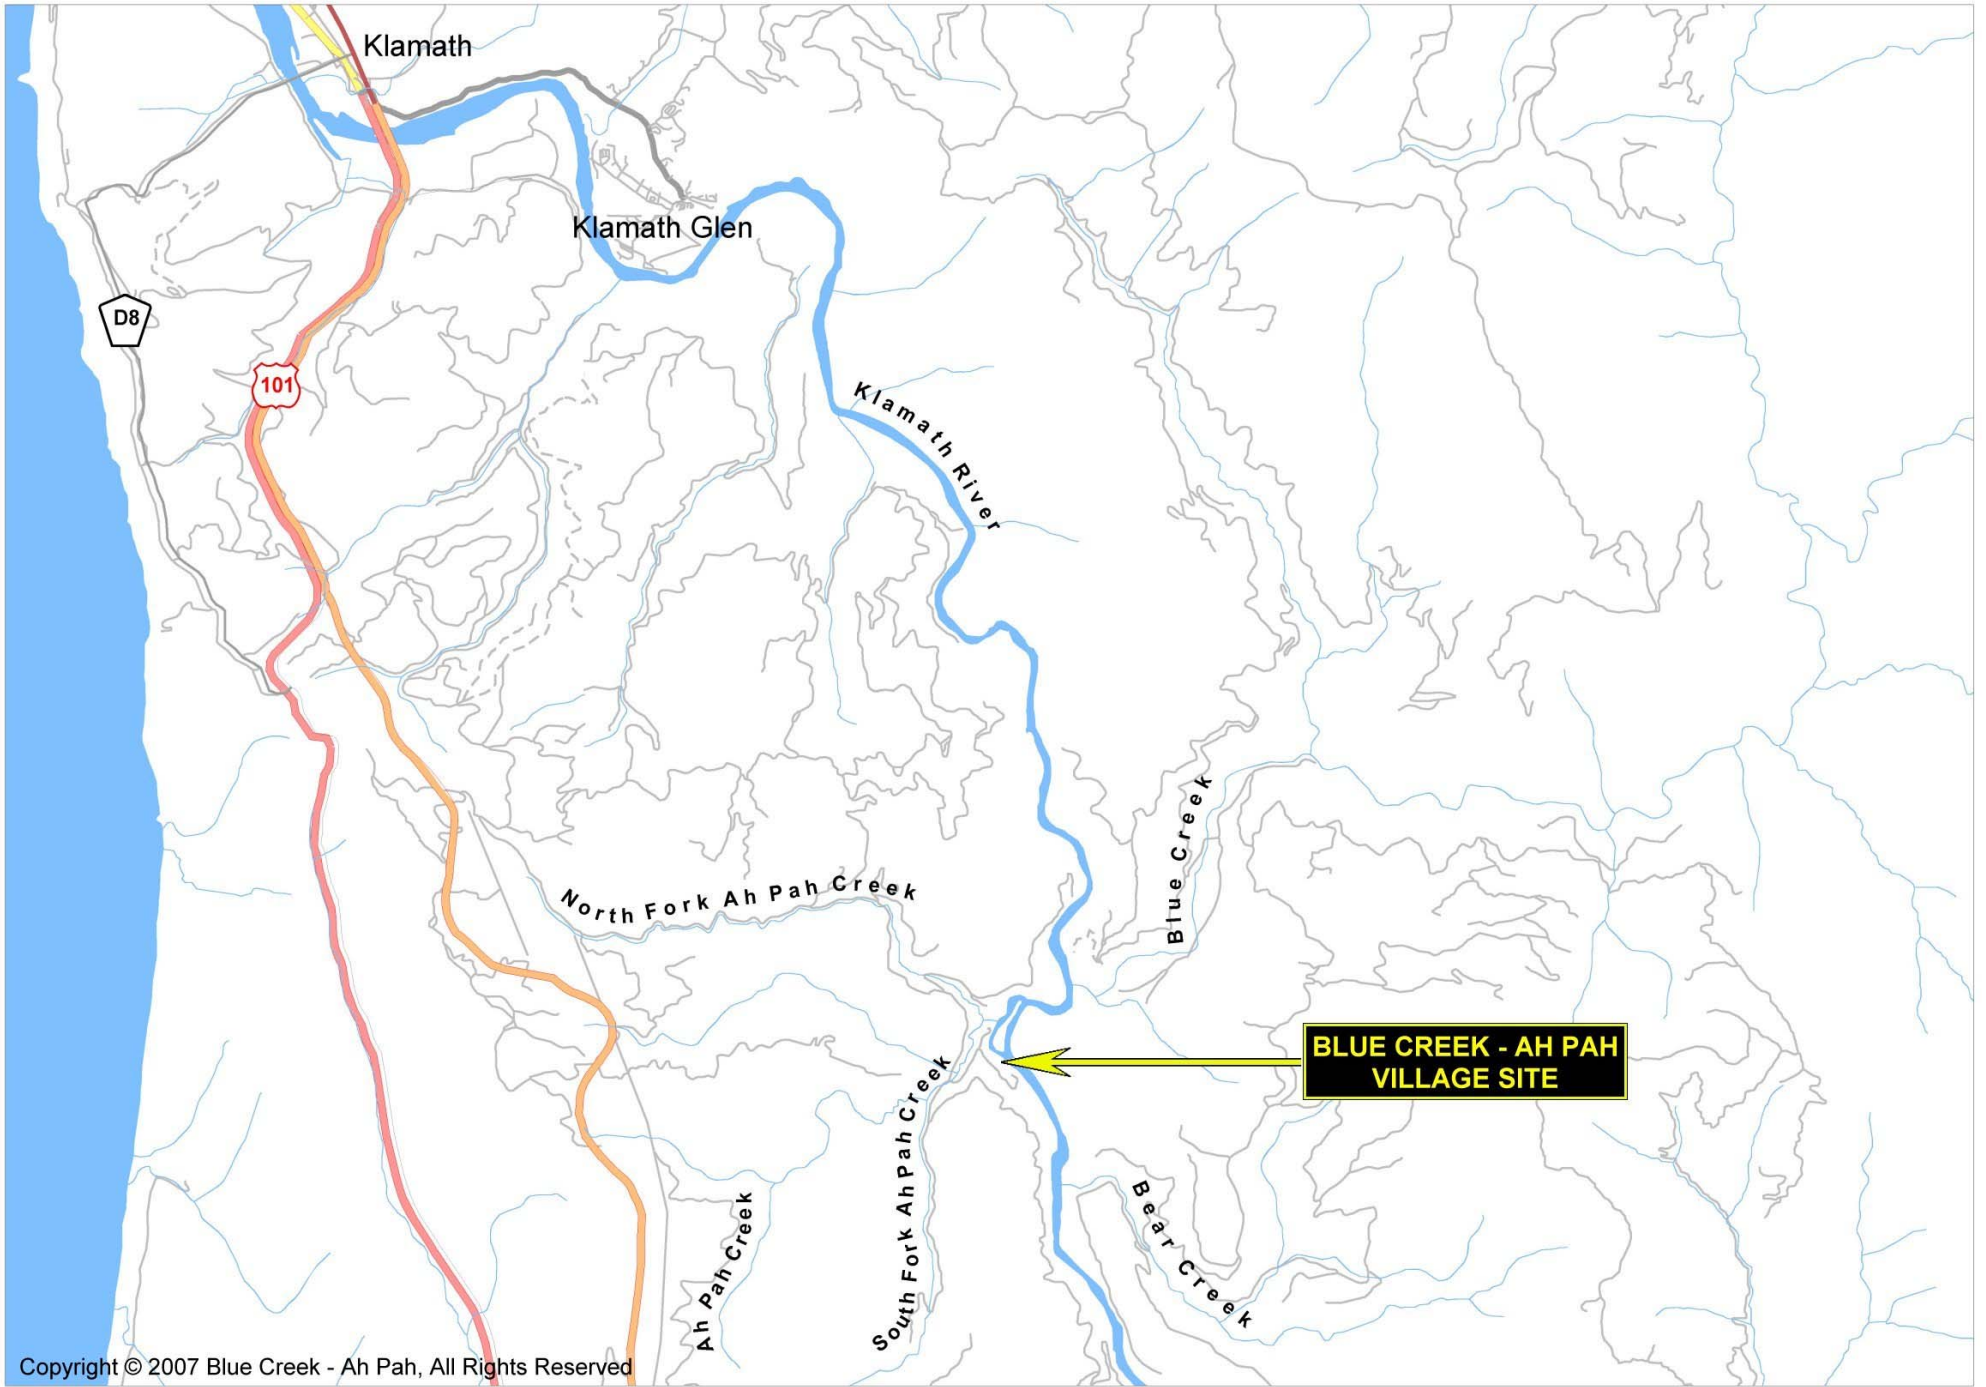 Klamath
Klamath Glen
D8
101
Klamath River
Blue Creek
North Fork Ah Pah Creek
BLUE CREEK - AH PAH
VILLAGE SITE
South Fork Ah Pah Creek
Bear Creek
Ah Pah Creek
Copyright © 2007 Blue Creek - Ah Pah, All Rights Reserved